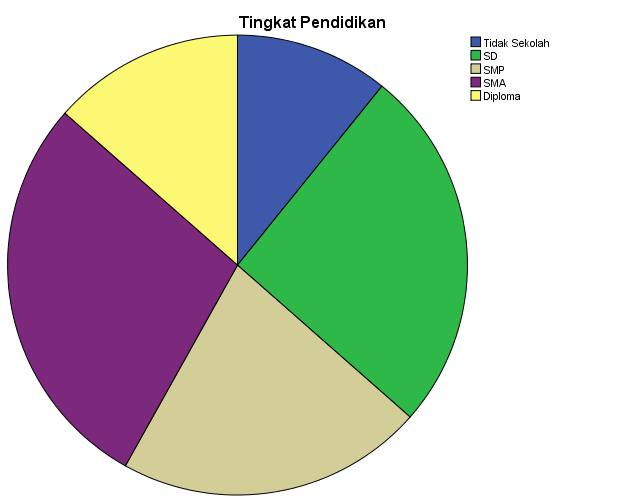 Tingkat Pendidikan
Tidak Sekolah
SD
SMP
SMA
Diploma